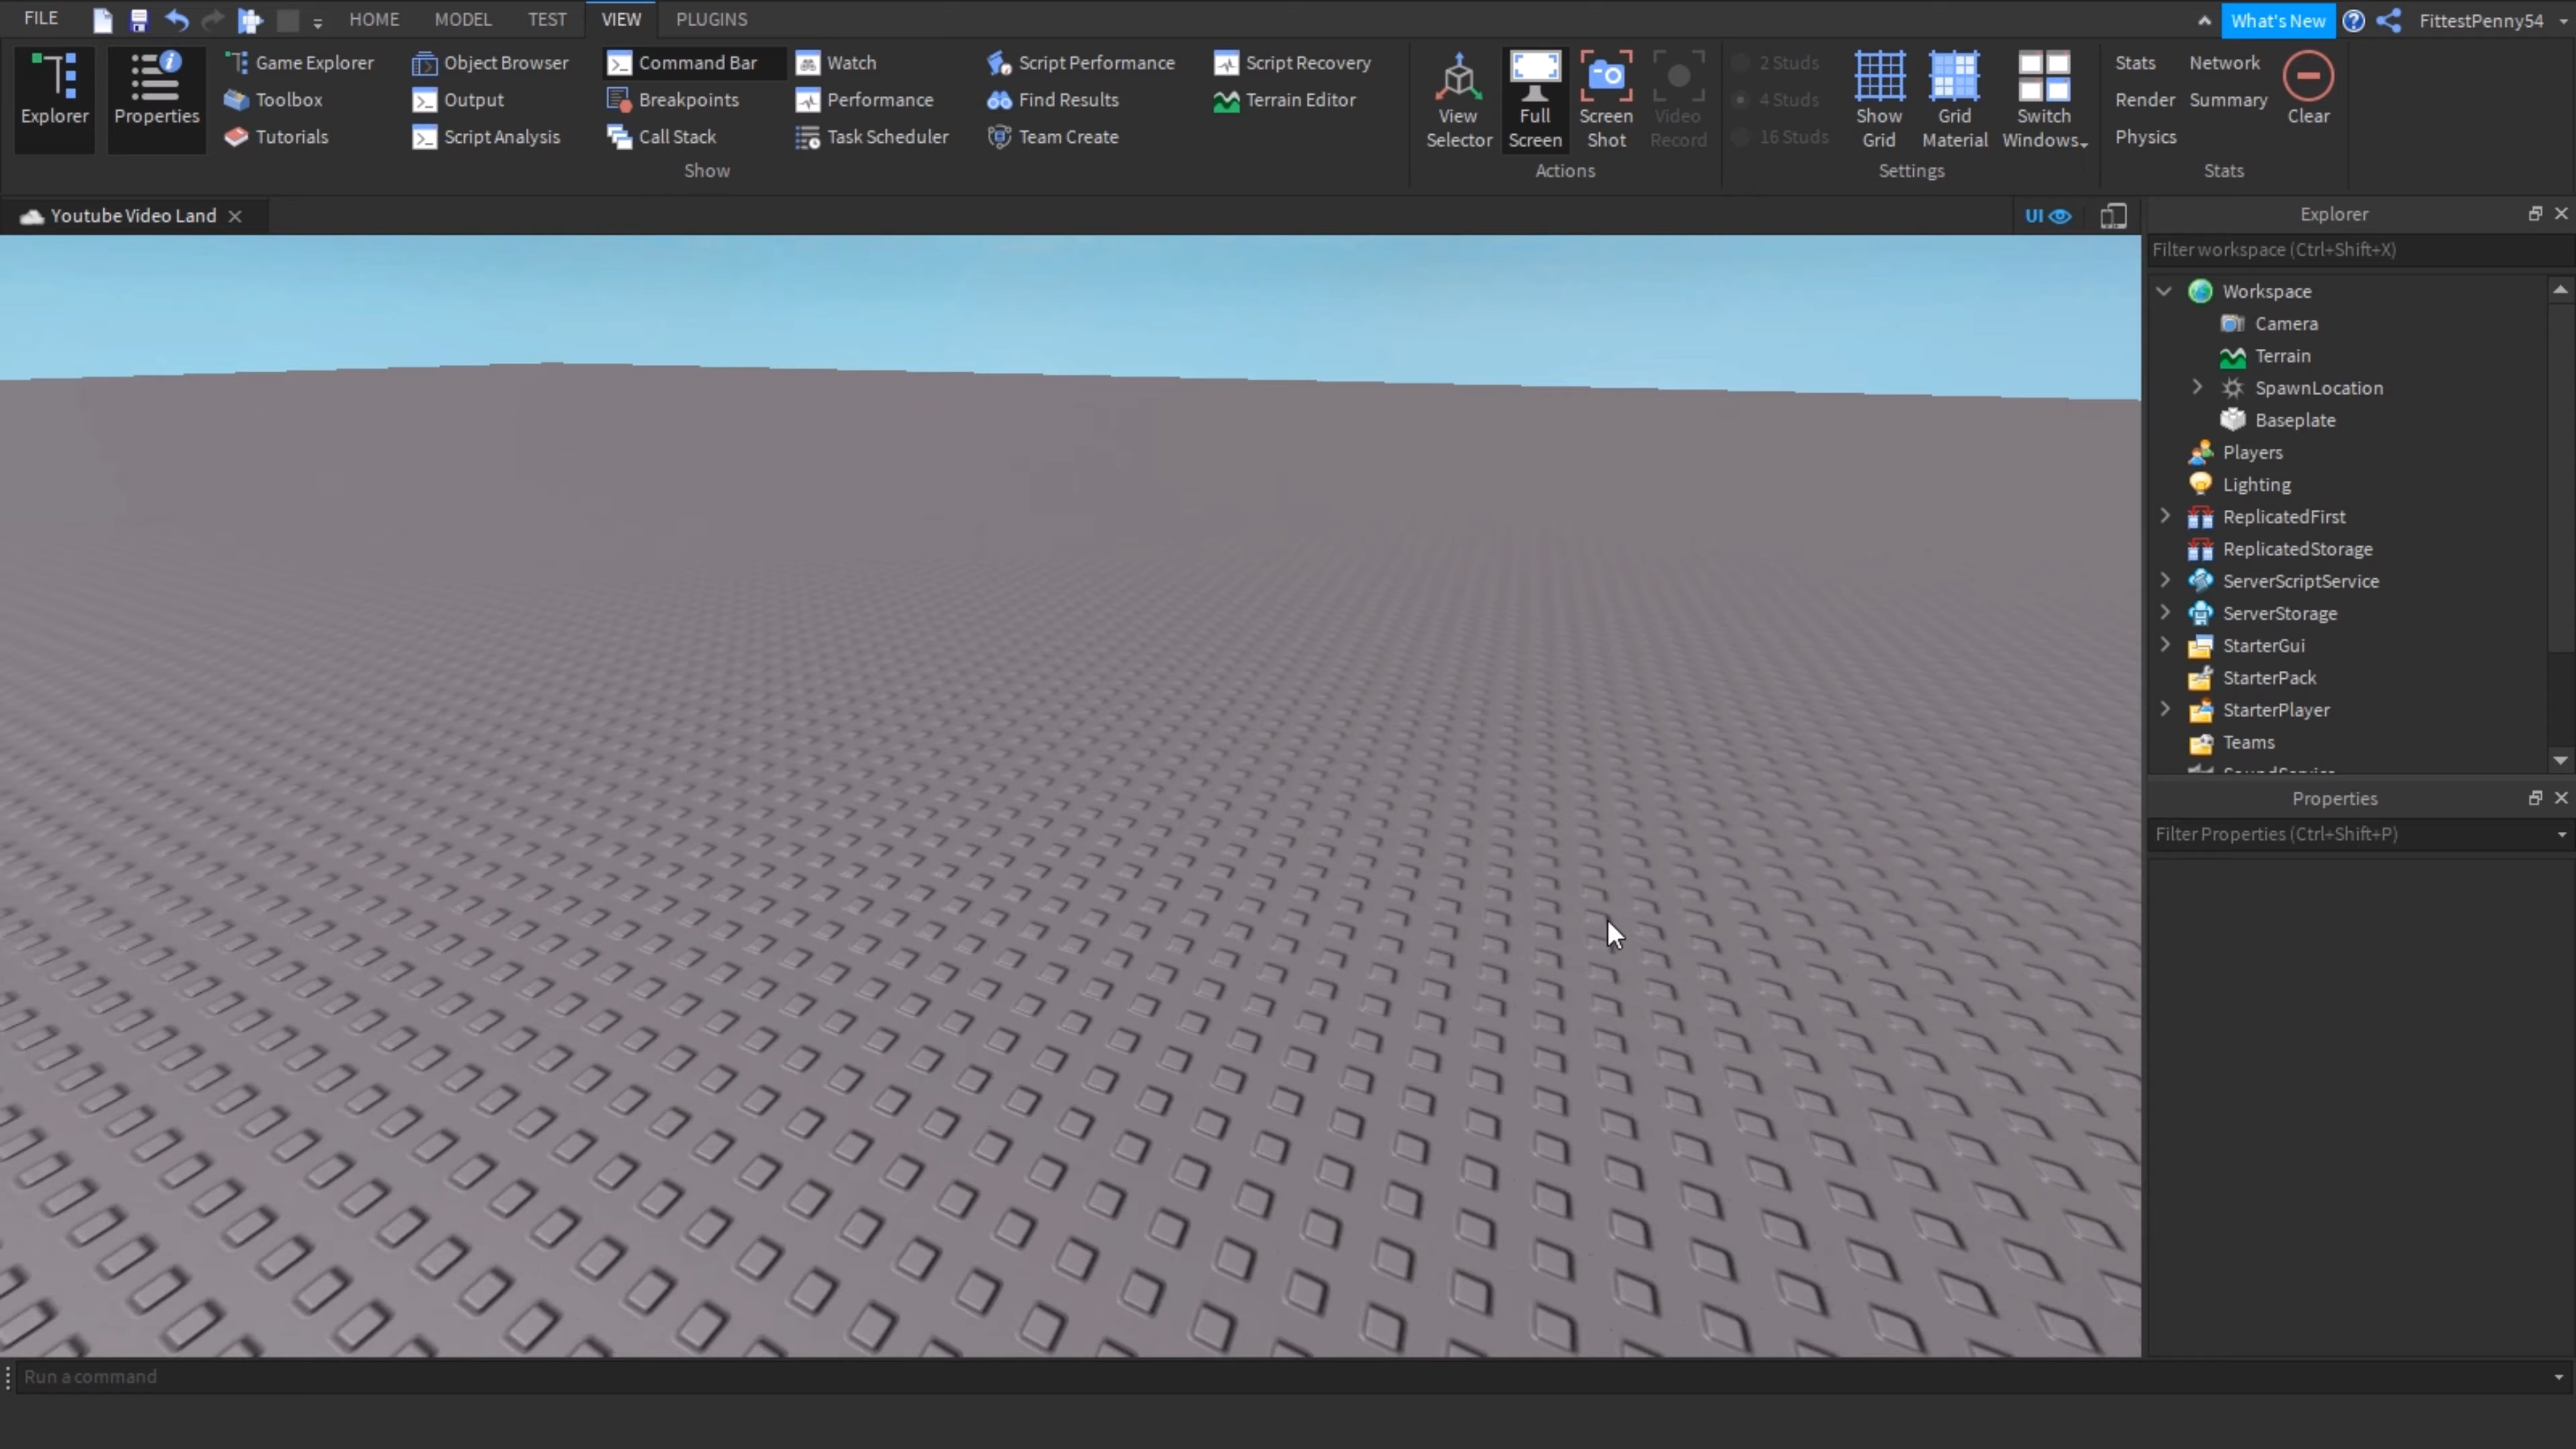 FILE HOME MODEL TEST VIEW PLUGINS What's New FittestPenny54
Explorer
Properties
Game Explorer
Toolbox
Tutorials
Object Browser
Output
Script Analysis
Command Bar
Breakpoints
Call Stack
Watch
Performance
Task Scheduler
Script Performance
Find Results
Team Create
Script Recovery
Terrain Editor
Show
View
Selector
Full
Screen
Screen
Shot
Video
Record
Actions
2 Studs
4 Studs
16 Studs
Show
Grid
Grid
Material
Switch
Windows
Settings
Stats
Render
Physics
Network
Summary
Clear
Stats
Youtube Video Land
UI
Explorer
Filter workspace (Ctrl+Shift+X)
Workspace
Camera
Terrain
SpawnLocation
Baseplate
Players
Lighting
ReplicatedFirst
ReplicatedStorage
ServerScriptService
ServerStorage
StarterGui
StarterPack
StarterPlayer
Teams
Properties
Filter Properties (Ctrl+Shift+P)
Run a command